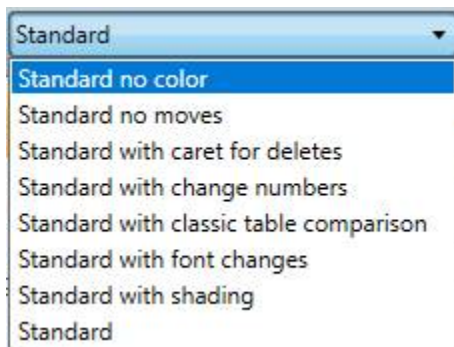 Standard
Standard no color
Standard no moves
Standard with caret for deletes
Standard with change numbers
Standard with classic table comparison
Standard with font changes
Standard with shading
Standard